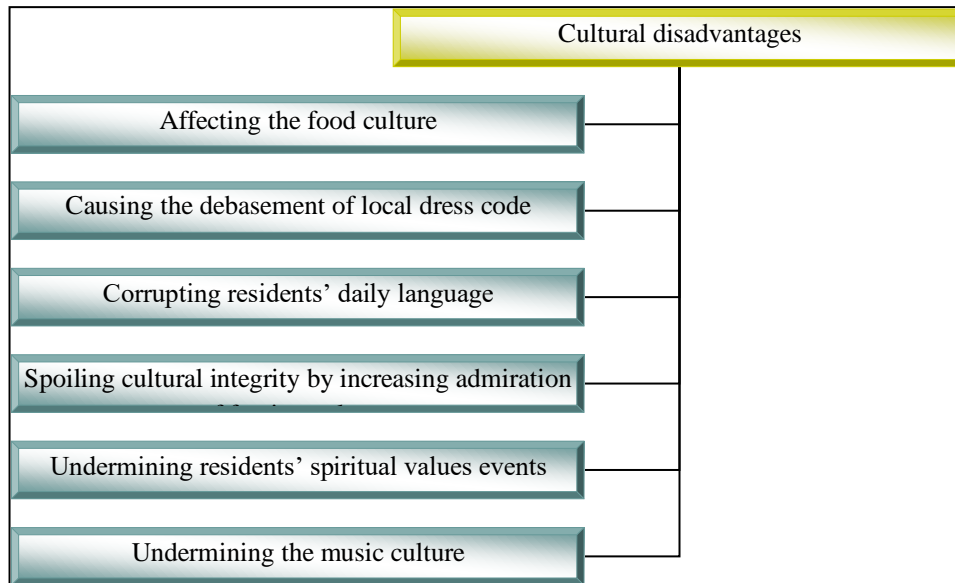 Cultural disadvantages
Affecting the food culture
Causing the debasement of local dress code
Corrupting residents’ daily language
Spoiling cultural integrity by increasing admiration
Undermining residents’ spiritual values events
Undermining the music culture